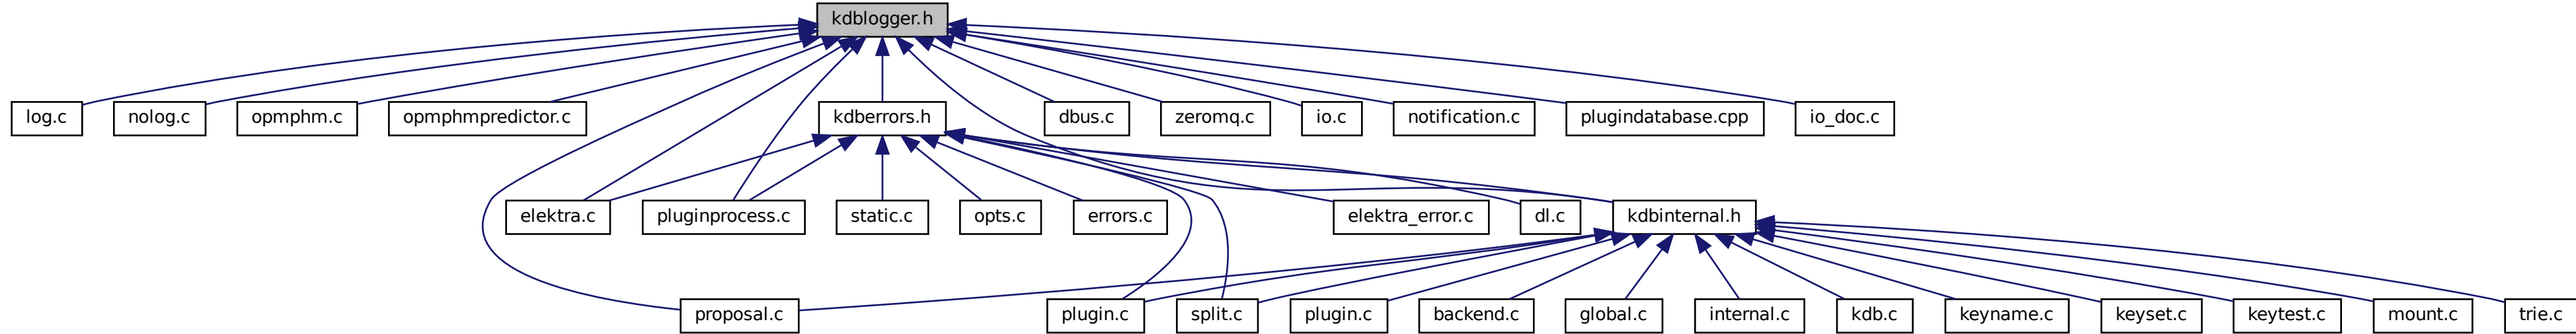 kdblogger.h
log.c
nolog.c
opmphm.c
opmphmpredictor.c
kdberrors.h
dbus.c
zeromq.c
io.c
notification.c
plugindatabase.cpp
io_doc.c
elektra.c
pluginprocess.c
static.c
opts.c
errors.c
elektra_error.c
dl.c
kdbinternal.h
proposal.c
plugin.c
split.c
plugin.c
backend.c
global.c
internal.c
kdb.c
keyname.c
keyset.c
keytest.c
mount.c
trie.c